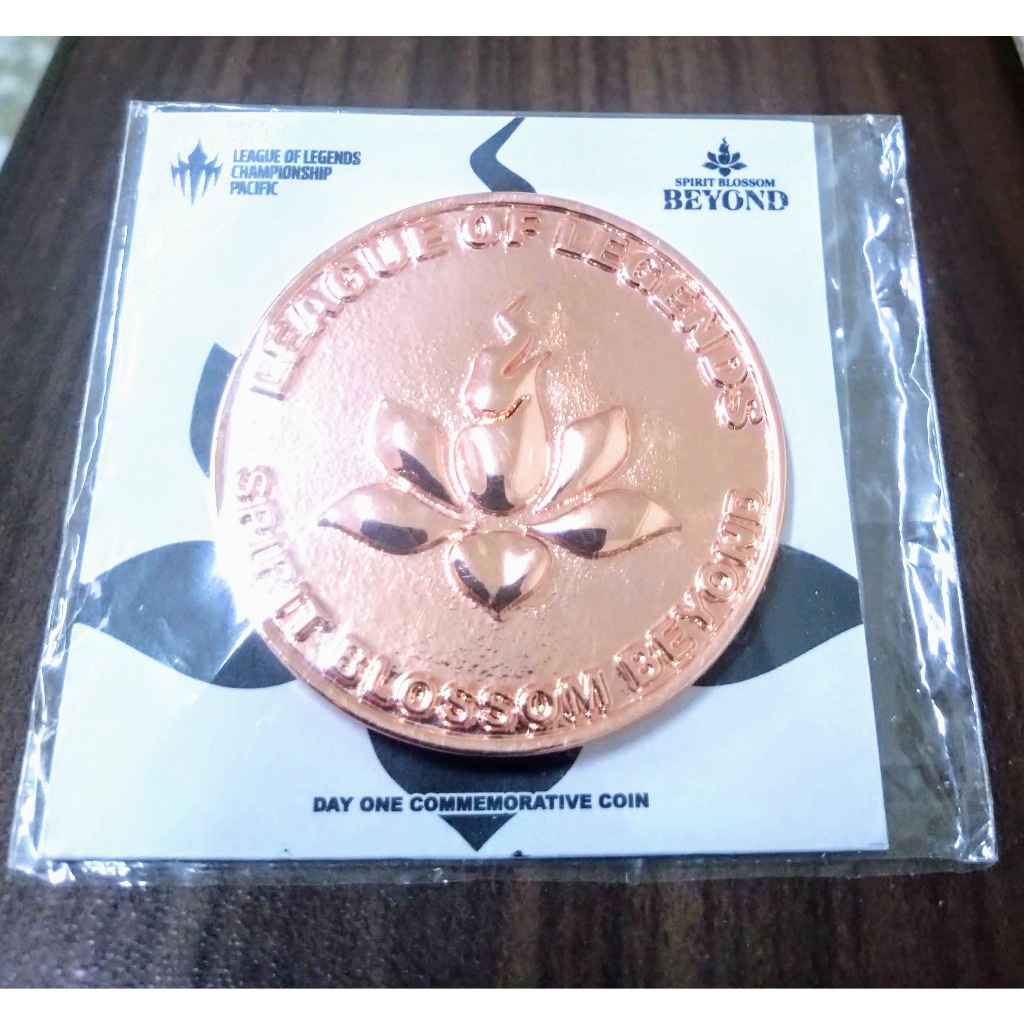 LEAGUE OF LEGENDS
CHAMPIONSHIP
PACIFIC
SPIRIT BLOSSOM
BEYOND
LEAGUE OF LEGENDS
SPIRIT BLOSSOM BEYOND
DAY ONE COMMEMORATIVE COIN